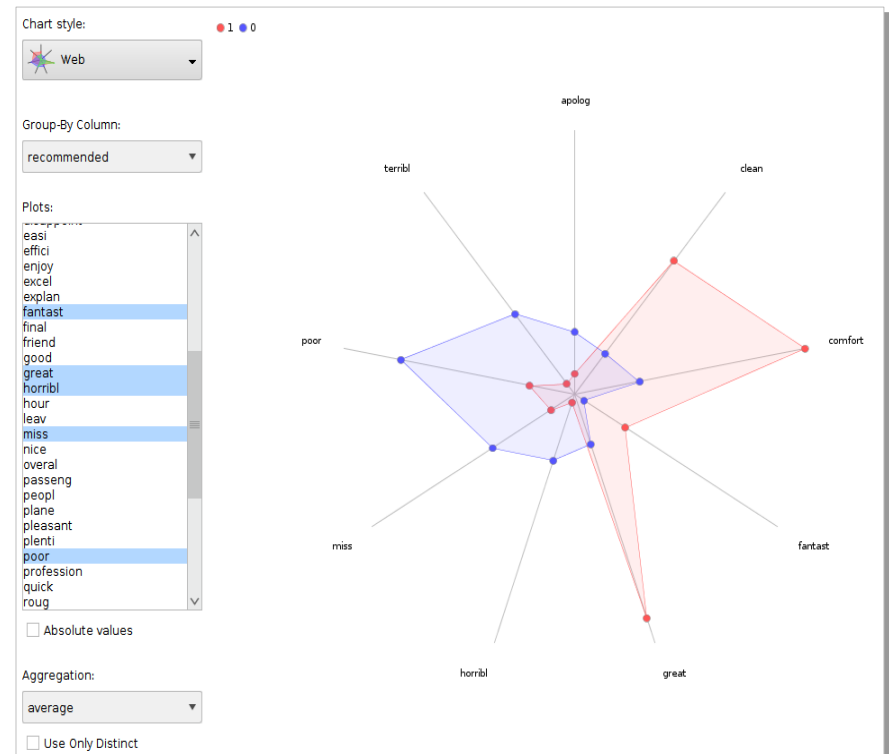 Chart style:
Web
Group-By Column:
recommended
Plots:
easi
effici
enjoy
excel
explan
fantast
final
friend
good
great
horribl
hour
leav
miss
nice
overal
passeng
peopl
plane
pleasant
plenti
poor
profession
quick
roug
Absolute values
Aggregation:
average
Use Only Distinct
1 0
apolog
terribl
clean
poor
comfort
miss
fantast
horribl
great